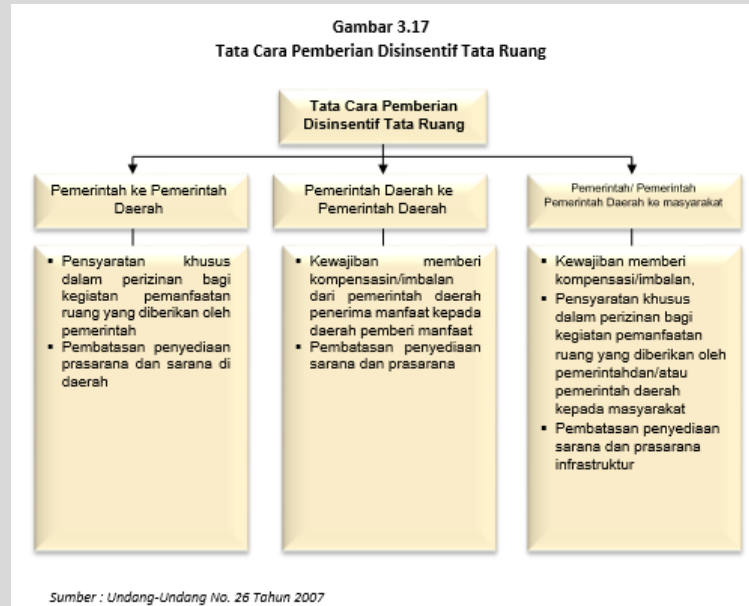 Gambar 3.17
Tata Cara Pemberian Disinsentif Tata Ruang
Tata Cara Pemberian
Disinsentif Tata Ruang
Pemerintah ke Pemerintah
Daerah
▪ Pensyaratan khusus
dalam perizinan bagi
kegiatan pemanfaatan
ruang yang diberikan oleh
pemerintah
▪ Pembatasan penyediaan
prasarana dan sarana di
daerah
Pemerintah Daerah ke
Pemerintah Daerah
▪ Kewajiban memberi
kompensasin/imbalan
dari pemerintah daerah
penerima manfaat kepada
daerah pemberi manfaat
▪ Pembatasan penyediaan
sarana dan prasarana
Pemerintah/ Pemerintah
Pemerintah Daerah ke masyarakat
▪ Kewajiban memberi
kompensasi/imbalan,
▪ Pensyaratan khusus
dalam perizinan bagi
kegiatan pemanfaatan
ruang yang diberikan oleh
pemerintahdan/atau
pemerintah daerah
kepada masyarakat
▪ Pembatasan penyediaan
sarana dan prasarana
infrastruktur
Sumber : Undang-Undang No. 26 Tahun 2007